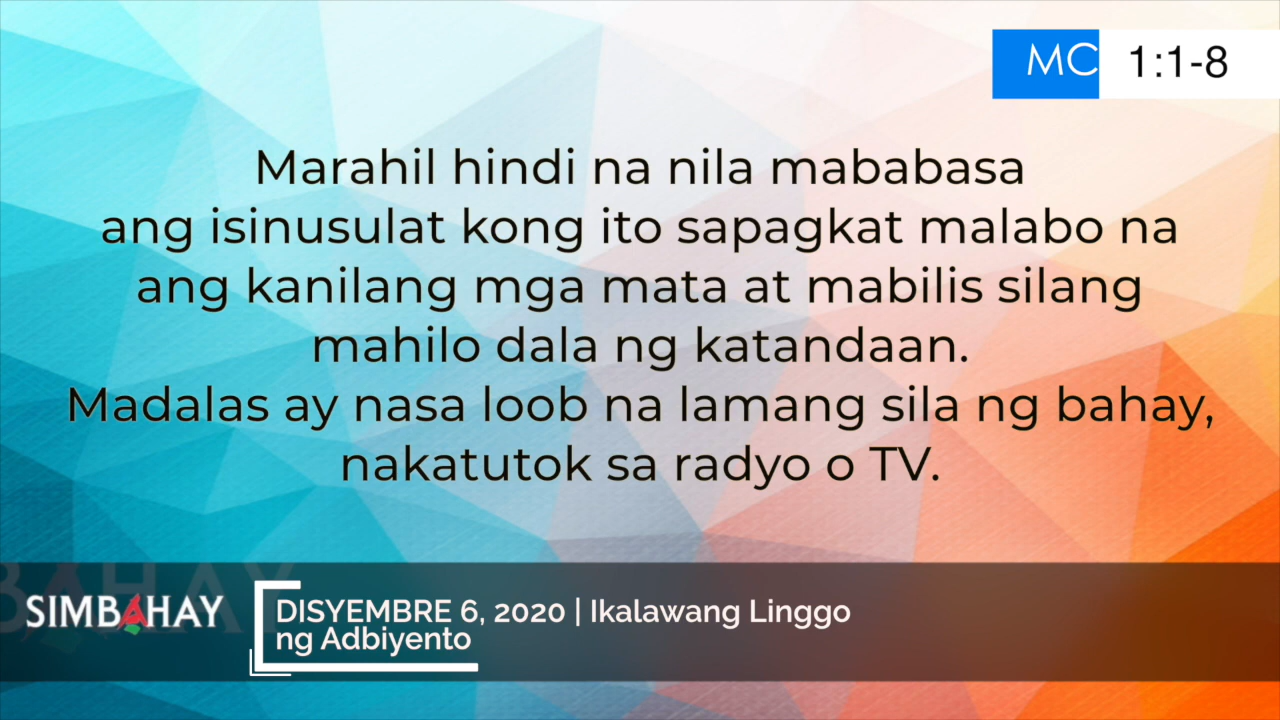 MC 1:1-8
Marahil hindi na nila mababasa
ang isinusulat kong ito sapagkat malabo na
ang kanilang mga mata at mabilis silang
mahilo dala ng katandaan.
Madalas ay nasa loob na lamang sila ng bahay,
nakatutok sa radyo o TV.
SIMBAHAY
DISYEMBRE 6, 2020 | Ikalawang Linggo
ng Adbiyento